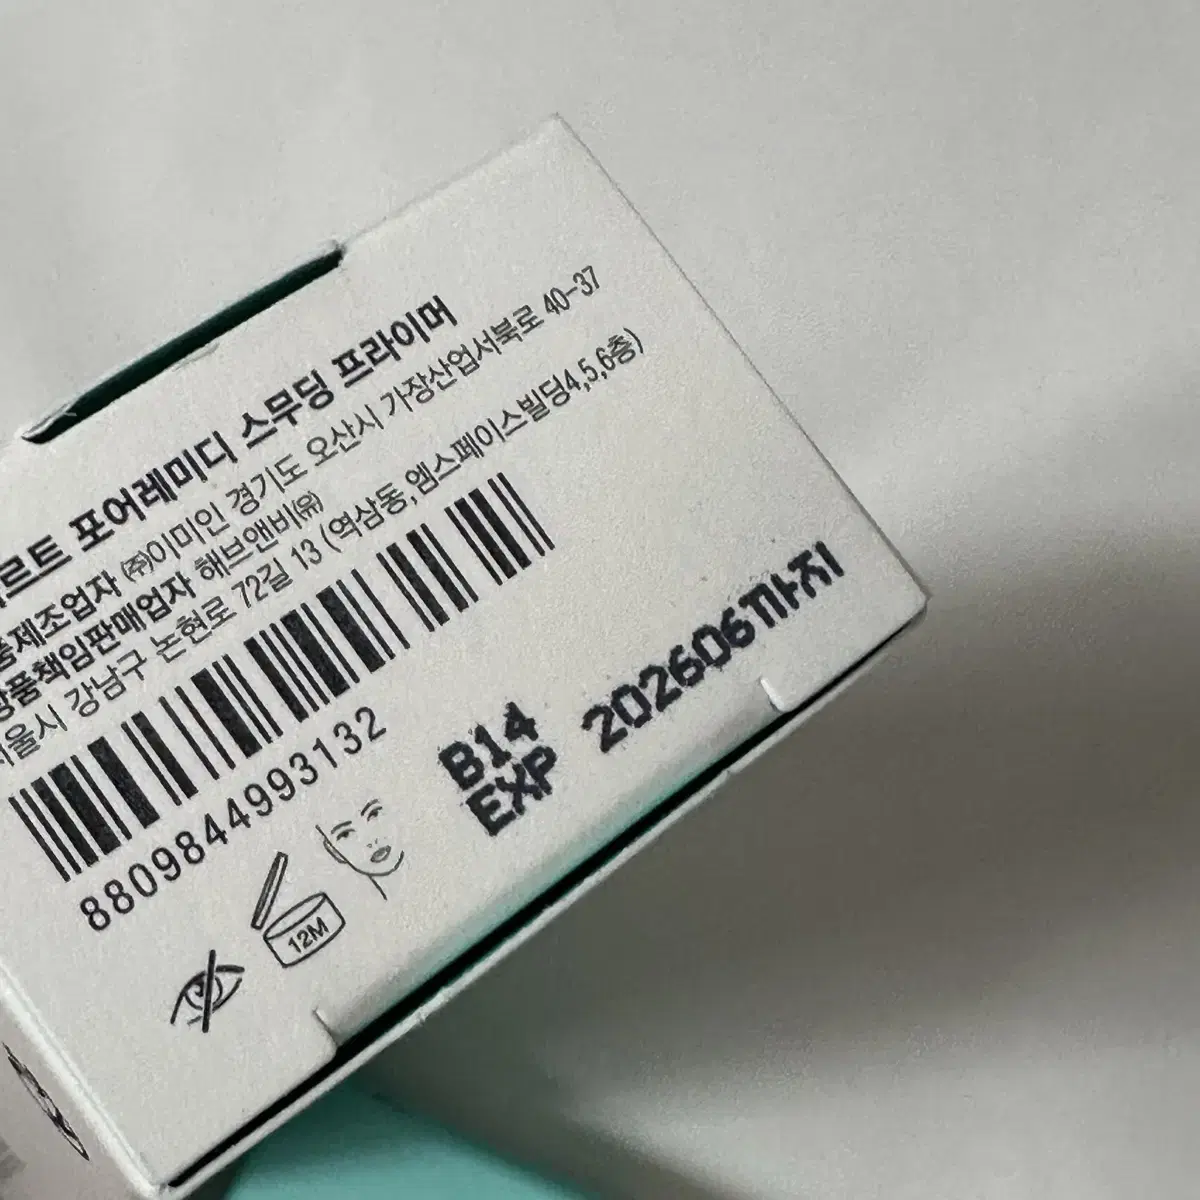 포어레미디 스무딩 프라이머
제조업자 ㈜이미인 경기도 오산시 가장산업서북로 40-37
책임판매업자 해브앤비㈲
강남구 논현로 72길 13 (역삼동,엠스페이스빌딩4,5,6층)
8809844993132
B14
EXP 202606까지
12M